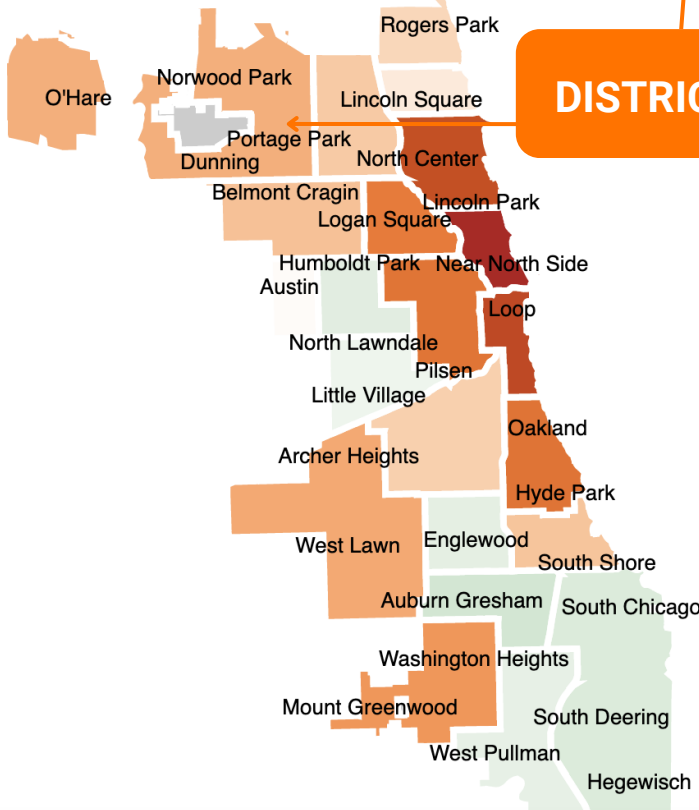 Rogers Park
Norwood Park
O'Hare
Lincoln Square
DISTRIC
Portage Park
Dunning
North Center
Belmont Cragin
Lincoln Park
Logan Square
Humboldt Park
Near North Side
Austin
Loop
North Lawndale
Pilsen
Little Village
Oakland
Archer Heights
Hyde Park
Englewood
West Lawn
South Shore
Auburn Gresham
South Chicago
Washington Heights
Mount Greenwood
South Deering
West Pullman
Hegewisch